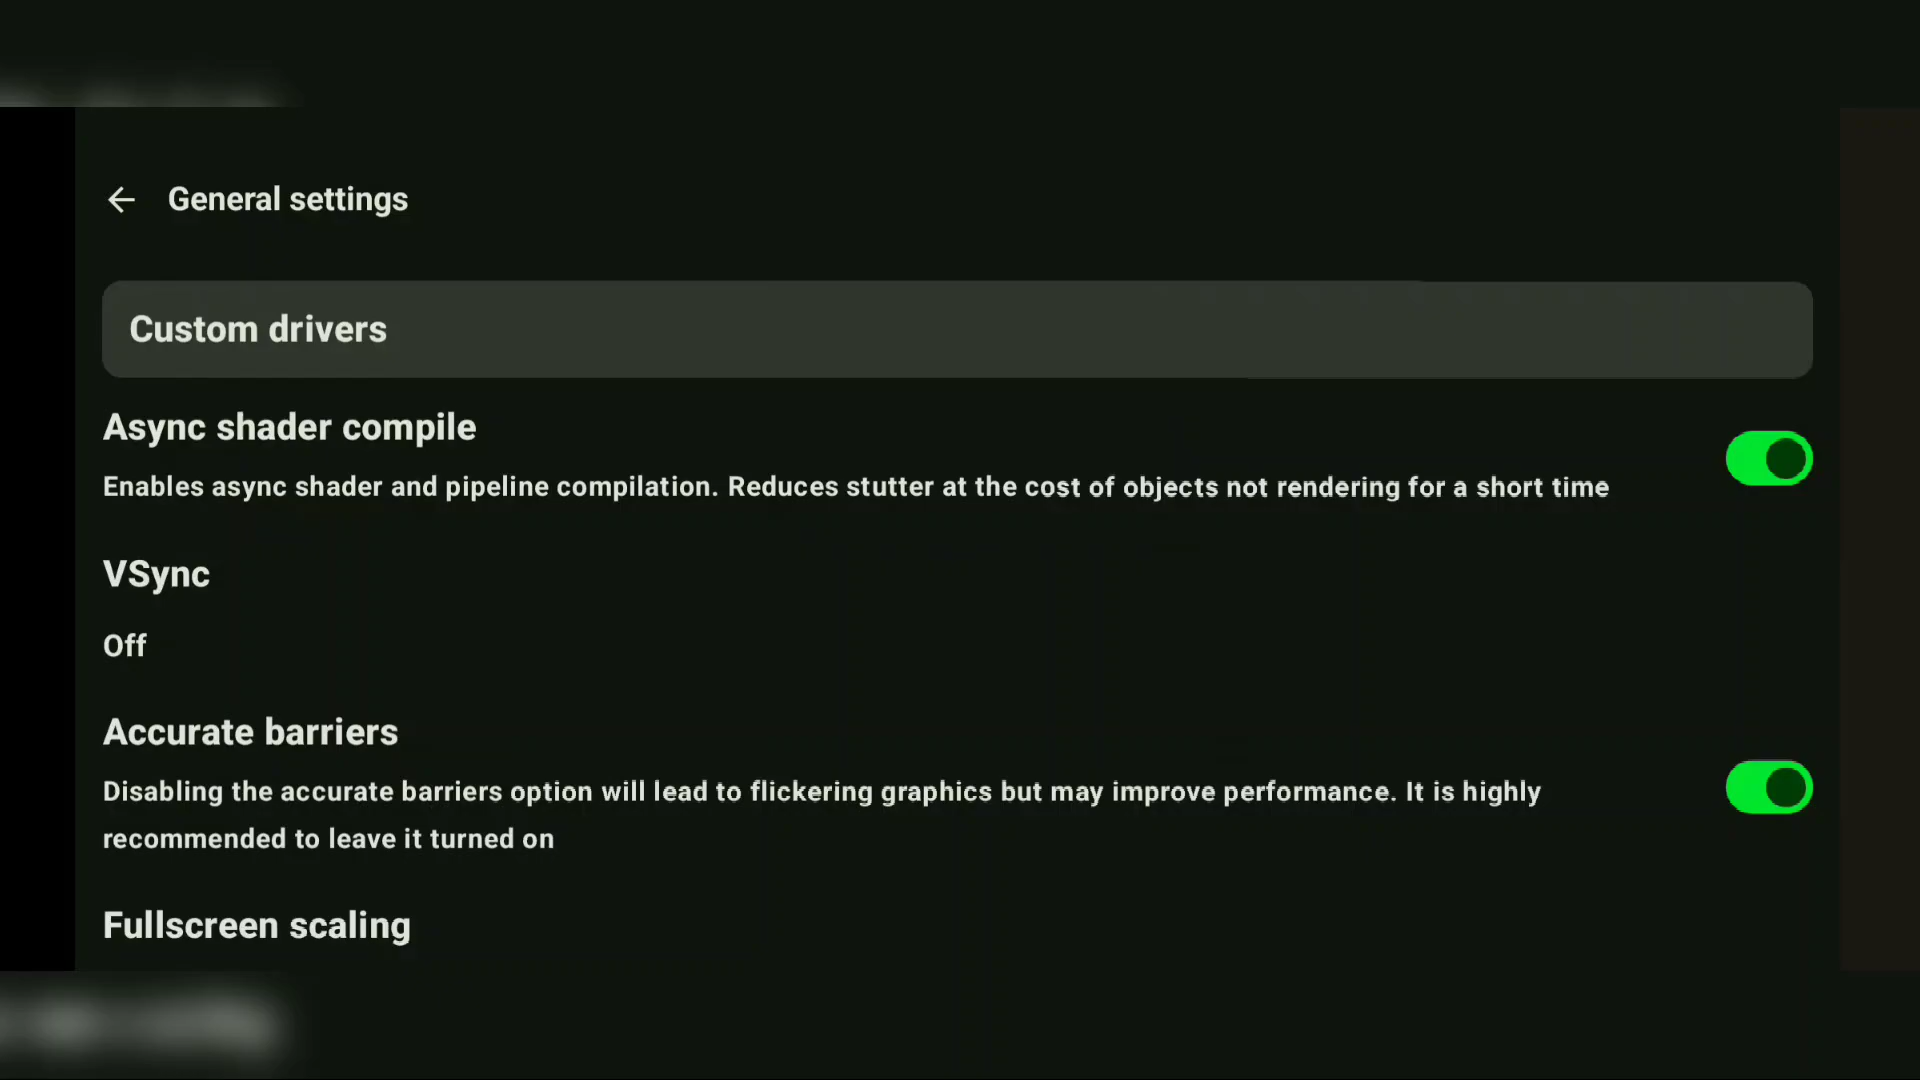 General settings
Custom drivers
Async shader compile
Enables async shader and pipeline compilation. Reduces stutter at the cost of objects not rendering for a short time
VSync
Off
Accurate barriers
Disabling the accurate barriers option will lead to flickering graphics but may improve performance. It is highly
recommended to leave it turned on
Fullscreen scaling